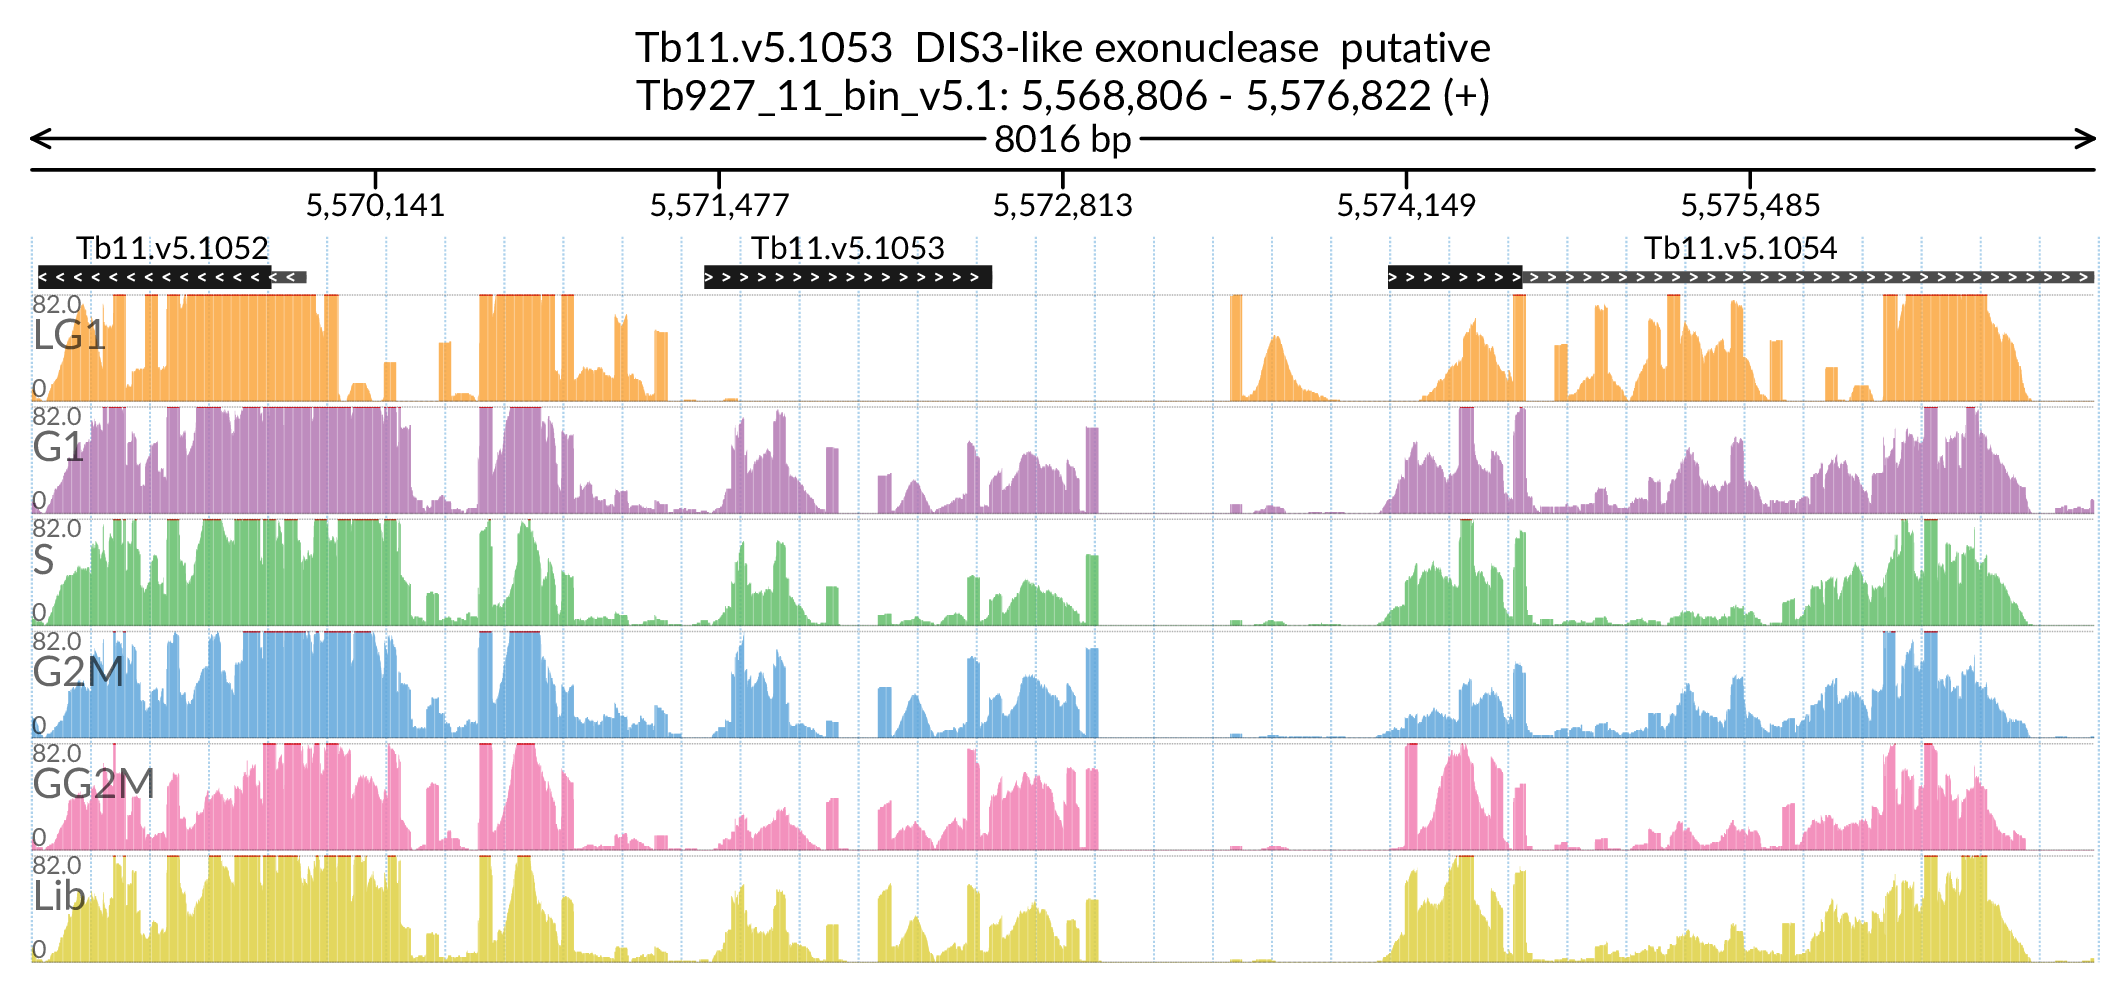 Tb11.v5.1053 DIS3-like exonuclease putative
Tb927_11_bin_v5.1: 5,568,806 - 5,576,822 (+)
8016 bp
5,570,141 5,571,477 5,572,813 5,574,149 5,575,485
Tb11.v5.1052 Tb11.v5.1053 Tb11.v5.1054
82.0
LG1
0
82.0
G1
0
82.0
S
0
82.0
G2M
0
82.0
GG2M
0
82.0
Lib
0